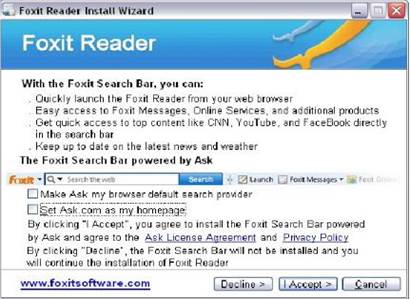 Foxit Reader Install Wizard
Foxit Reader
With the Foxit Search Bar, you can:
. Quickly launch the Foxit Reader from your web browser
. Easy access to Foxit Messages, Online Services, and additional products
. Get quick access to top content like CNN, YouTube, and FaceBook directly
in the search bar
. Keep up to date on the latest news and weather
The Foxit Search Bar powered by Ask
Foxit Type Here to Search Search Launch Foxit Messages Foxit
Make Ask my browser default search provider
Set Ask.com as my homepage
By clicking "I Accept", you agree to install the Foxit Search Bar powered
by Ask and agree to the Ask License Agreement and Privacy Policy
By clicking "Decline", the Foxit Search Bar will not be installed and you
will continue the installation of Foxit Reader
www.foxitsoftware.com Decline > I Accept > Cancel